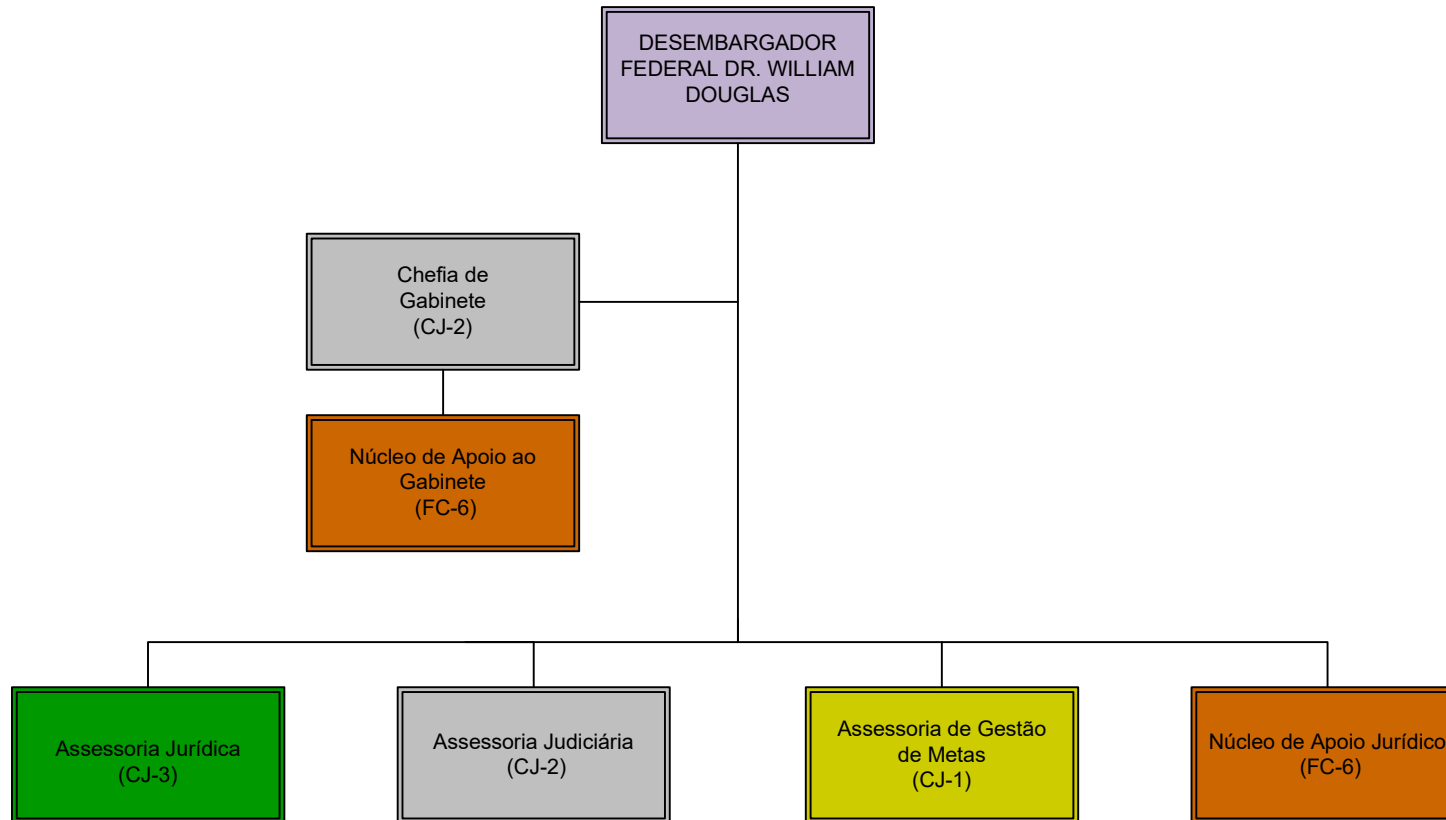 DESEMBARGADOR
FEDERAL DR. WILLIAM
DOUGLAS
Chefia de
Gabinete
(CJ-2)
Núcleo de Apoio ao
Gabinete
(FC-6)
Assessoria Jurídica
(CJ-3)
Assessoria Judiciária
(CJ-2)
Assessoria de Gestão
de Metas
(CJ-1)
Núcleo de Apoio Jurídico
(FC-6)